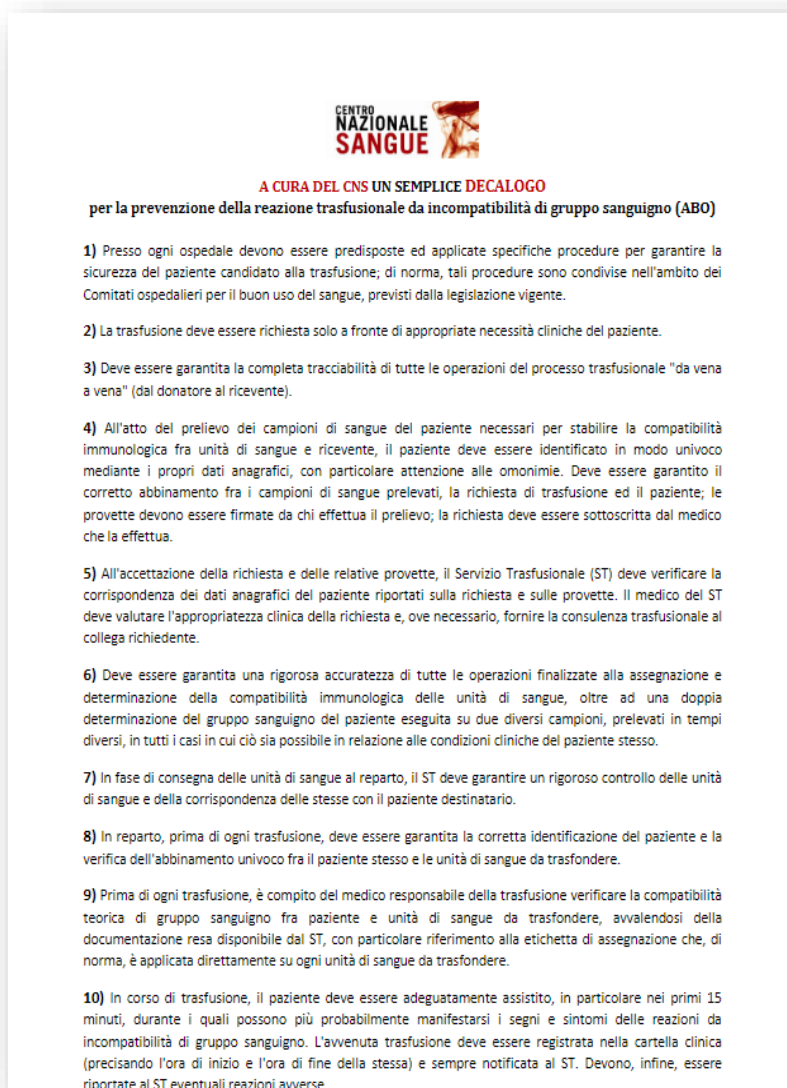 CENTRO
NAZIONALE
SANGUE
A CURA DEL CNS UN SEMPLICE DECALOGO
per la prevenzione della reazione trasfusionale da incompatibilità di gruppo sanguigno (ABO)
1) Presso ogni ospedale devono essere predisposte ed applicate specifiche procedure per garantire la
sicurezza del paziente candidato alla trasfusione; di norma, tali procedure sono condivise nell'ambito dei
Comitati ospedalieri per il buon uso del sangue, previsti dalla legislazione vigente.
2) La trasfusione deve essere richiesta solo a fronte di appropriate necessità cliniche del paziente.
3) Deve essere garantita la completa tracciabilità di tutte le operazioni del processo trasfusionale "da vena
a vena" (dal donatore al ricevente).
4) All'atto del prelievo dei campioni di sangue del paziente necessari per stabilire la compatibilità
immunologica fra unità di sangue e ricevente, il paziente deve essere identificato in modo univoco
mediante i propri dati anagrafici, con particolare attenzione alle omonimie. Deve essere garantito il
corretto abbinamento fra i campioni di sangue prelevati, la richiesta di trasfusione ed il paziente; le
provette devono essere firmate da chi effettua il prelievo; la richiesta deve essere sottoscritta dal medico
che la effettua.
5) All'accettazione della richiesta e delle relative provette, il Servizio Trasfusionale (ST) deve verificare la
corrispondenza dei dati anagrafici del paziente riportati sulla richiesta e sulle provette. Il medico del ST
deve valutare l'appropriatezza clinica della richiesta e, ove necessario, fornire la consulenza trasfusionale al
collega richiedente.
6) Deve essere garantita una rigorosa accuratezza di tutte le operazioni finalizzate alla assegnazione e
determinazione della compatibilità immunologica delle unità di sangue, oltre ad una doppia
determinazione del gruppo sanguigno del paziente eseguita su due diversi campioni, prelevati in tempi
diversi, in tutti i casi in cui ciò sia possibile in relazione alle condizioni cliniche del paziente stesso.
7) In fase di consegna delle unità di sangue al reparto, il ST deve garantire un rigoroso controllo delle unità
di sangue e della corrispondenza delle stesse con il paziente destinatario.
8) In reparto, prima di ogni trasfusione, deve essere garantita la corretta identificazione del paziente e la
verifica dell'abbinamento univoco fra il paziente stesso e le unità di sangue da trasfondere.
9) Prima di ogni trasfusione, è compito del medico responsabile della trasfusione verificare la compatibilità
teorica di gruppo sanguigno fra paziente e unità di sangue da trasfondere, avvalendosi della
documentazione resa disponibile dal ST, con particolare riferimento alla etichetta di assegnazione che, di
norma, è applicata direttamente su ogni unità di sangue da trasfondere.
10) In corso di trasfusione, il paziente deve essere adeguatamente assistito, in particolare nei primi 15
minuti, durante i quali possono più probabilmente manifestarsi i segni e sintomi delle reazioni da
incompatibilità di gruppo sanguigno. L'avvenuta trasfusione deve essere registrata nella cartella clinica
(precisando l'ora di inizio e l'ora di fine della stessa) e sempre notificata al ST. Devono, infine, essere
riportate al ST eventuali reazioni avverse